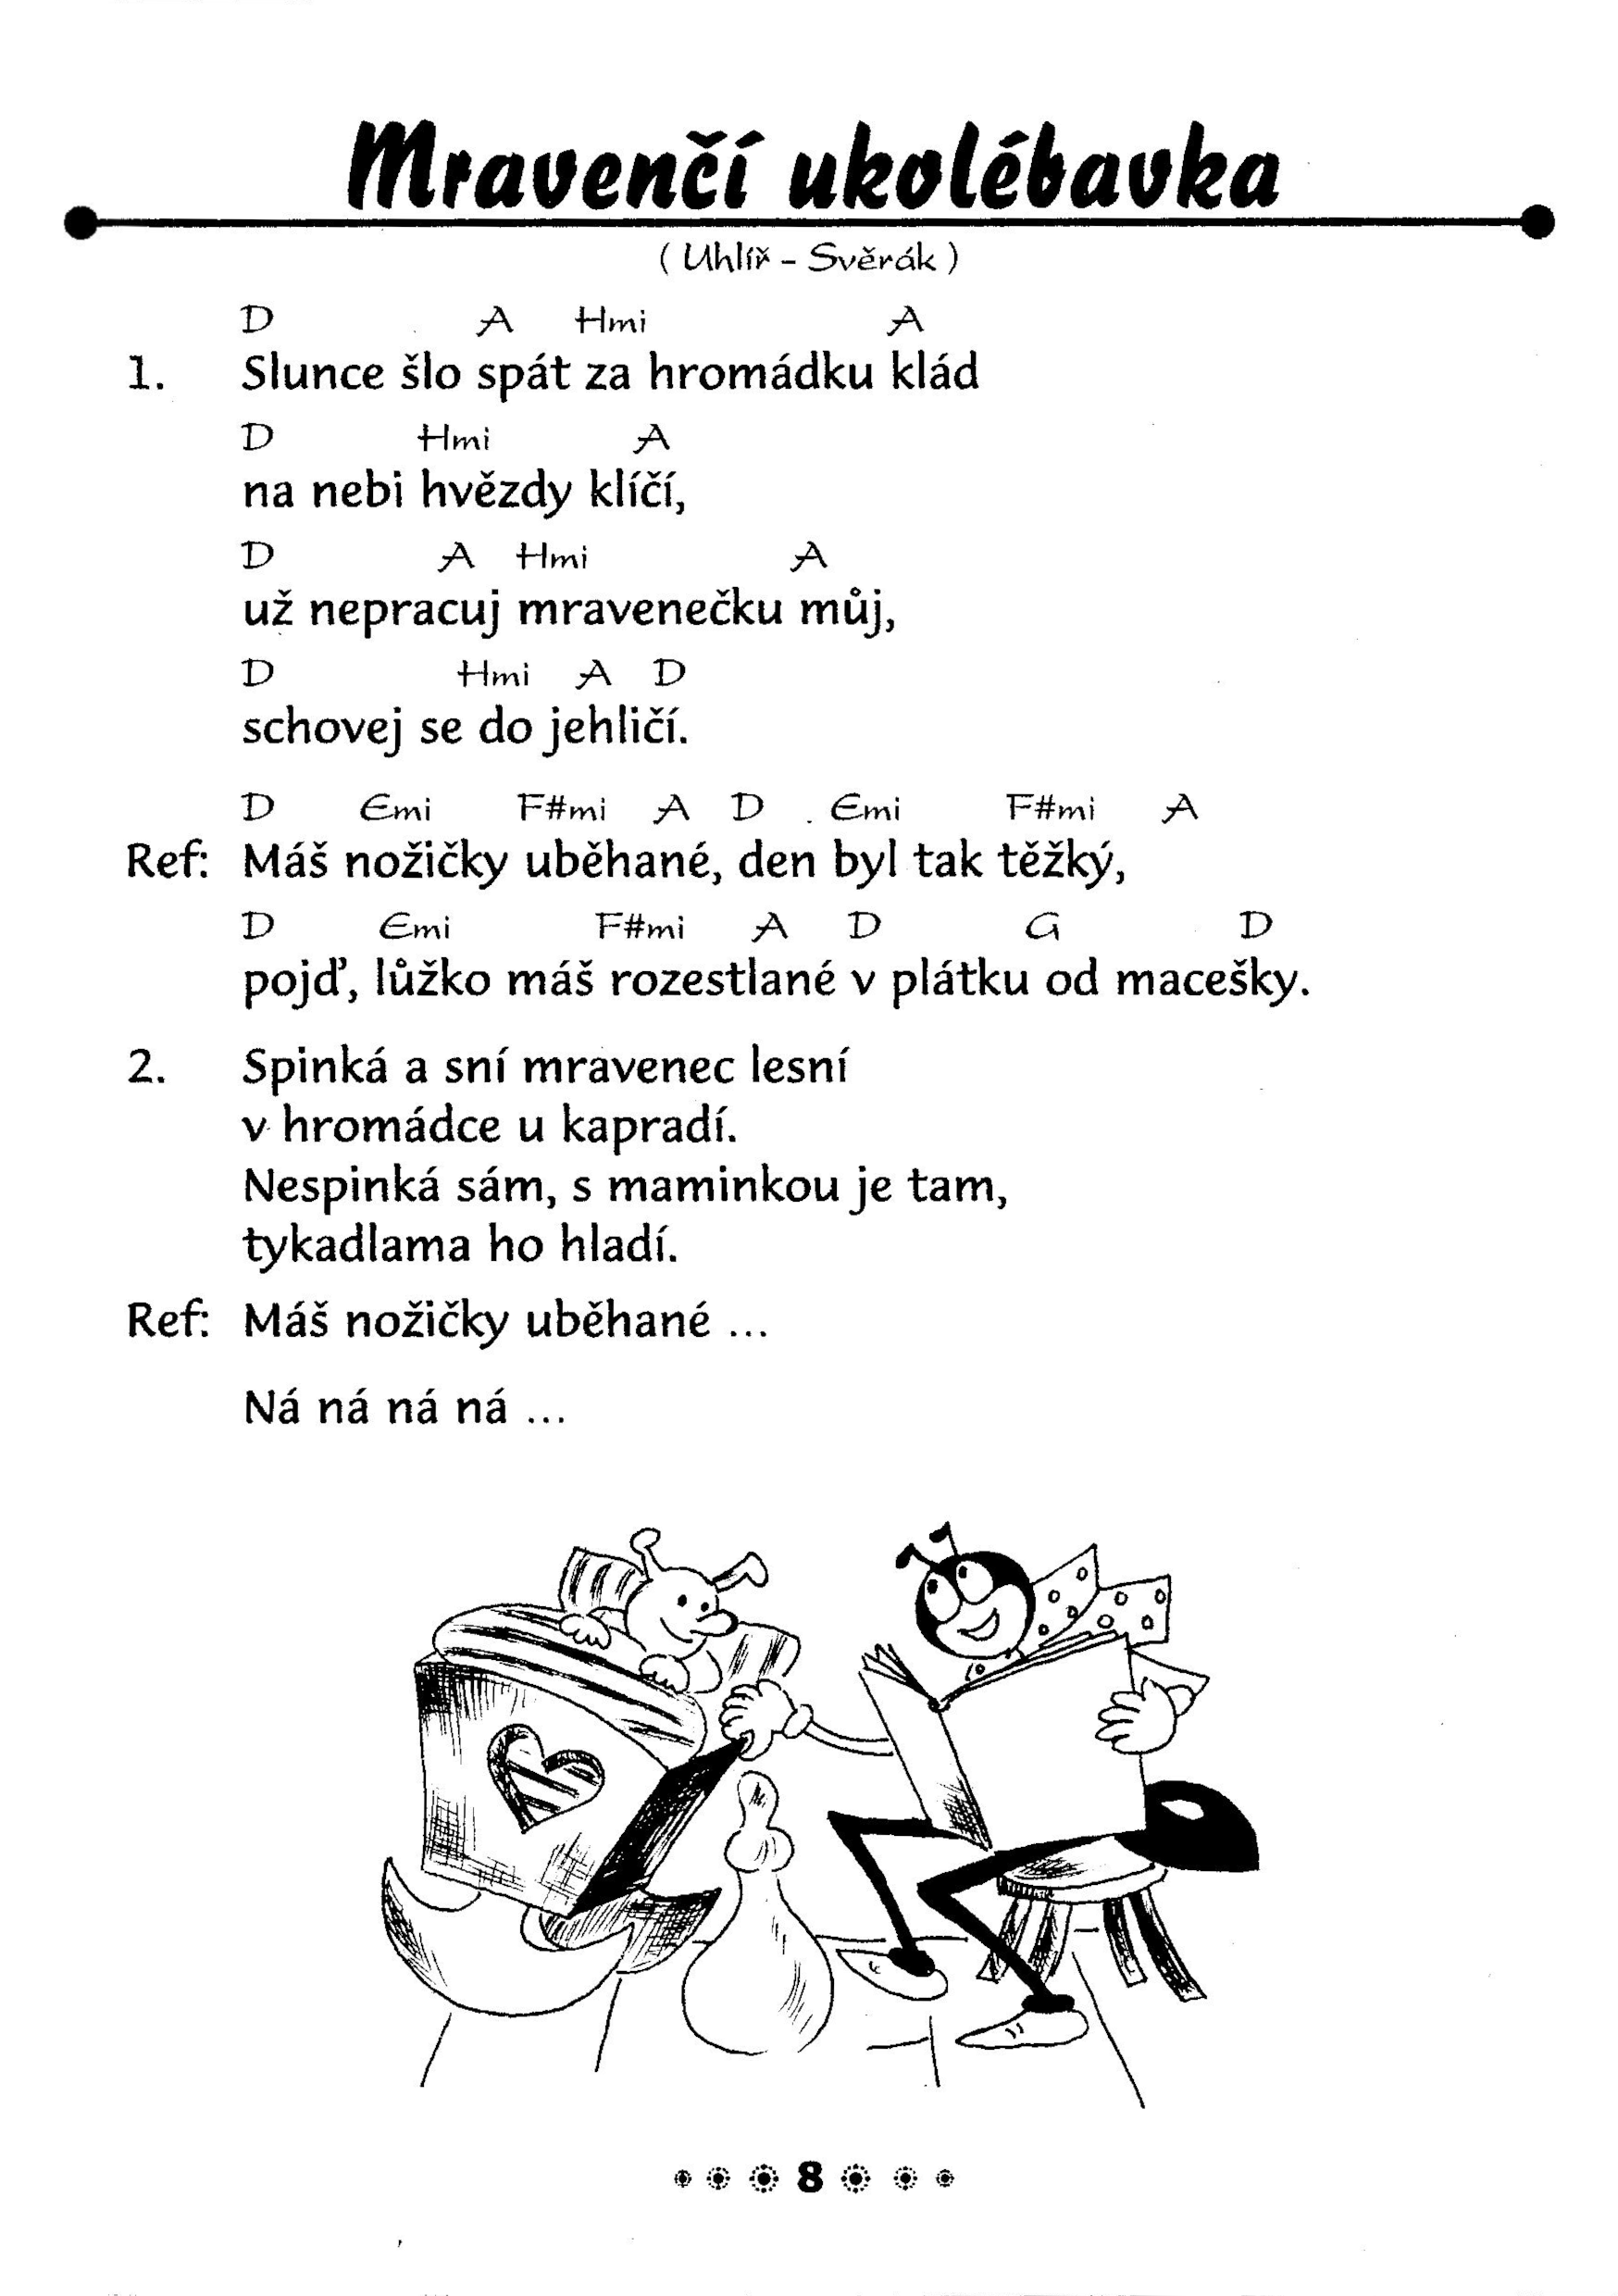 Mravenčí ukolébavka
( Uhlíř - Svěrák )
D A Hmi A
1. Slunce šlo spát za hromádku klád
D Hmi A
na nebi hvězdy klíčí,
D A Hmi A
už nepracuj mravenečku můj,
D Hmi A D
schovej se do jehličí.
D Emi F#mi A D Emi F#mi A
Ref: Máš nožičky uběhané, den byl tak těžký,
D Emi F#mi A D G D
pojď, lůžko máš rozestlané v plátku od macešky.
2. Spinká a sní mravenec lesní
v hromádce u kapradí.
Nespinká sám, s maminkou je tam,
tykadlama ho hladí.
Ref: Máš nožičky uběhané ...
Ná ná ná ná ...
8